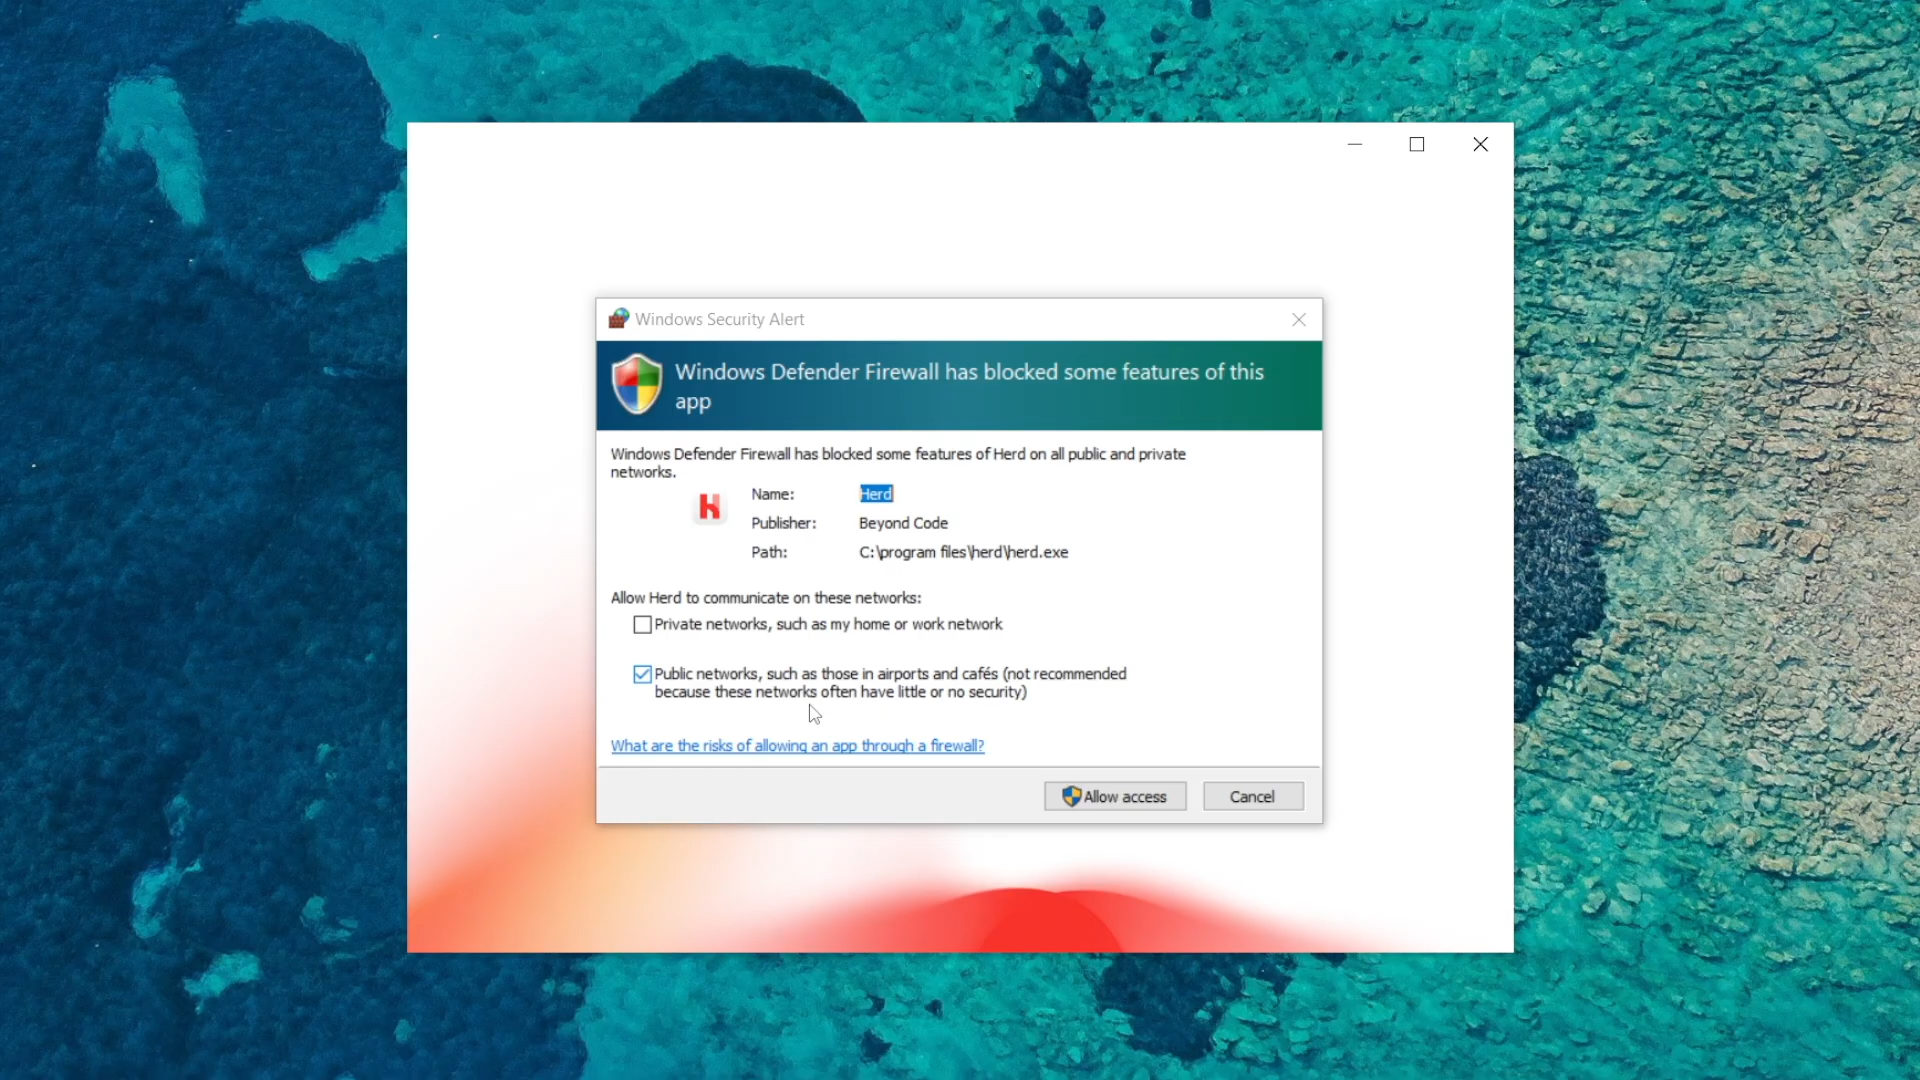 Windows Security Alert
Windows Defender Firewall has blocked some features of this
app
Windows Defender Firewall has blocked some features of Herd on all public and private
networks.
Name: Herd
Publisher: Beyond Code
Path: C:\program files\herd\herd.exe
Allow Herd to communicate on these networks:
Private networks, such as my home or work network
Public networks, such as those in airports and cafés (not recommended
because these networks often have little or no security)
What are the risks of allowing an app through a firewall?
Allow access
Cancel